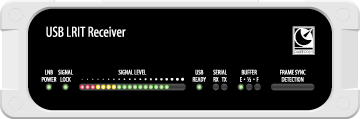 USB LRIT Receiver
LNB POWER
SIGNAL LOCK
SIGNAL LEVEL
USB READY
SERIAL
RX TX
BUFFER
E · ½ · F
FRAME SYNC DETECTION